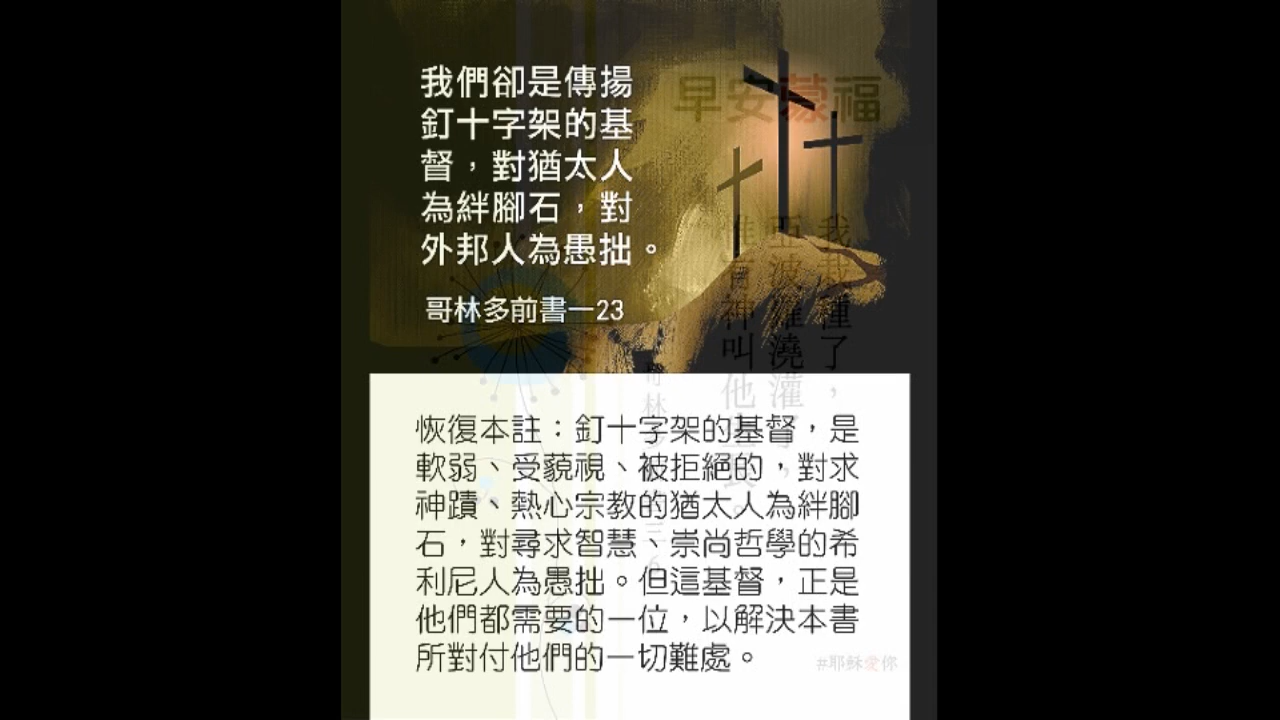 我們卻是傳揚
釘十字架的基
督，對猶太人
為絆腳石，對
外邦人為愚拙。
哥林多前書一23
早安蒙福
我栽種了，
亞波羅澆灌了，
惟有神叫他生長。
恢復本註：釘十字架的基督，是
軟弱、受藐視、被拒絕的，對求
神蹟、熱心宗教的猶太人為絆腳
石，對尋求智慧、崇尚哲學的希
利尼人為愚拙。但這基督，正是
他們都需要的一位，以解決本書
所對付他們的一切難處。
#耶穌愛你